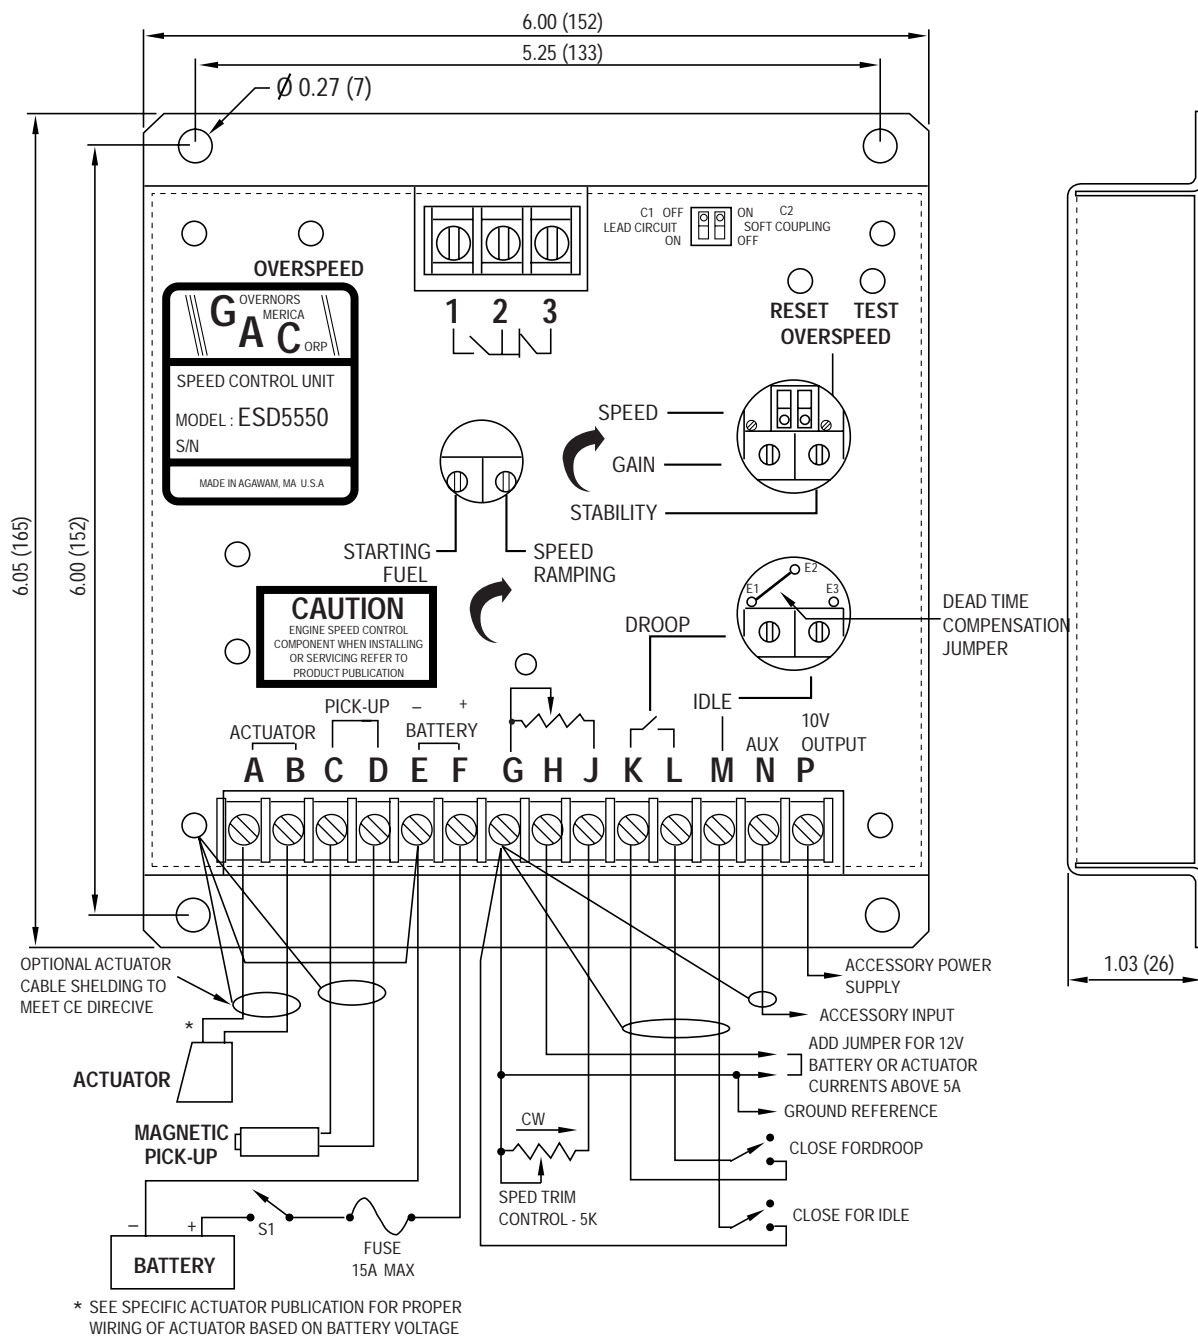 6.00 (152)
5.25 (133)
Ø 0.27 (7)
6.05 (165)
6.00 (152)
C1 OFF
LEAD CIRCUIT
ON
ON C2
SOFT COUPLING
OFF
OVERSPEED
1 2 3
RESET TEST
OVERSPEED
GOVERNORS
AMERICA
CORP
SPEED CONTROL UNIT
MODEL : ESD5550
S/N
MADE IN AGAWAM, MA U.S.A
SPEED
GAIN
STABILITY
STARTING
FUEL
SPEED
RAMPING
E1
E2
E3
DEAD TIME
COMPENSATION
JUMPER
CAUTION
ENGINE SPEED CONTROL
COMPONENT WHEN INSTALLING
OR SERVICING REFER TO
PRODUCT PUBLICATION
DROOP
IDLE
ACTUATOR
PICK-UP
– +
BATTERY
AUX
10V
OUTPUT
A B C D E F G H J K L M N P
1.03 (26)
OPTIONAL ACTUATOR
CABLE SHELDING TO
MEET CE DIRECIVE
*
ACTUATOR
MAGNETIC
PICK-UP
– +
BATTERY
S1
FUSE
15A MAX
CW
SPED TRIM
CONTROL - 5K
ACCESSORY POWER
SUPPLY
ACCESSORY INPUT
ADD JUMPER FOR 12V
BATTERY OR ACTUATOR
CURRENTS ABOVE 5A
GROUND REFERENCE
CLOSE FORDROOP
CLOSE FOR IDLE
* SEE SPECIFIC ACTUATOR PUBLICATION FOR PROPER
WIRING OF ACTUATOR BASED ON BATTERY VOLTAGE